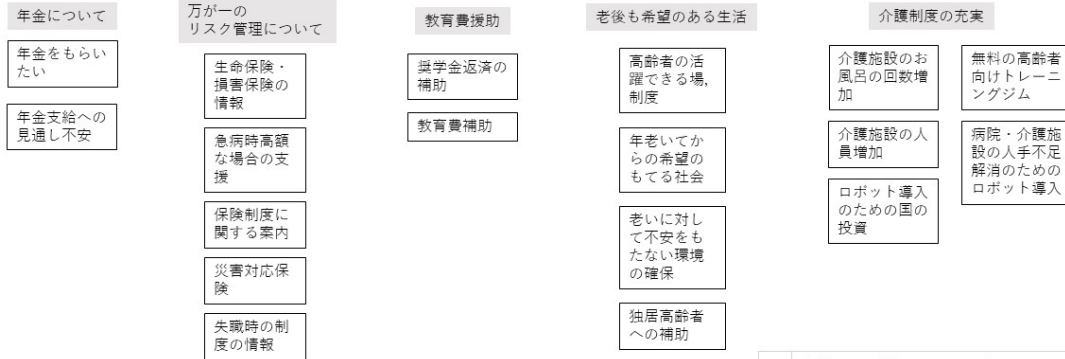 年金について
年金をもらい
たい
年金支給への
見通し不安
万が一の
リスク管理について
生命保険・
損害保険の
情報
急病時高額
な場合の支
援
保険制度に
関する案内
災害対応保
険
失職時の制
度の情報
教育費援助
奨学金返済の
補助
教育費補助
老後も希望のある生活
高齢者の活
躍できる場,
制度
年老いてか
らの希望の
もてる社会
老いに対し
て不安をも
たない環境
の確保
独居高齢者
への補助
介護制度の充実
介護施設のお
風呂の回数増
加
介護施設の人
員増加
ロボット導入
のための国の
投資
無料の高齢者
向けトレーニ
ングジム
病院・介護施
設の人手不足
解消のための
ロボット導入